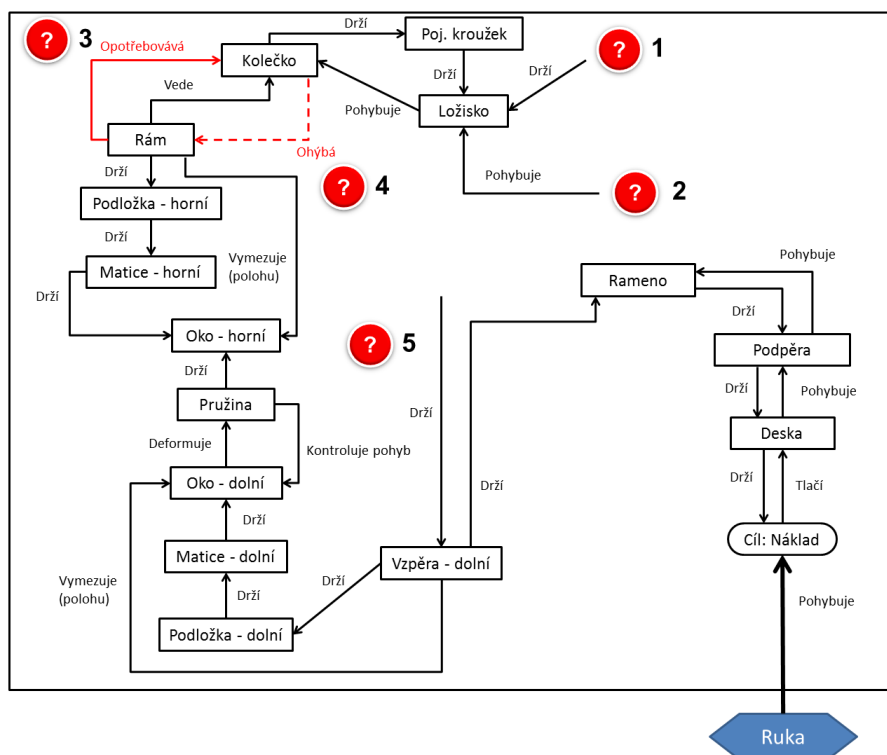 ? 3
Opotřebovává
Drží
Poj. kroužek
Kolečko
? 1
Drží
Drží
Vede
Pohybuje
Ložisko
Rám
Ohýbá
Drží
? 4
Pohybuje
? 2
Podložka - horní
Drží
Vymezuje
(polohu)
Matice - horní
Drží
Pohybuje
Rameno
Drží
Oko - horní
? 5
Podpěra
Drží
Drží
Pohybuje
Pružina
Drží
Deska
Deformuje
Kontroluje pohyb
Oko - dolní
Drží
Drží
Tlačí
Drží
Cíl: Náklad
Matice - dolní
Vzpěra - dolní
Vymezuje
(polohu)
Drží
Drží
Pohybuje
Podložka - dolní
Ruka